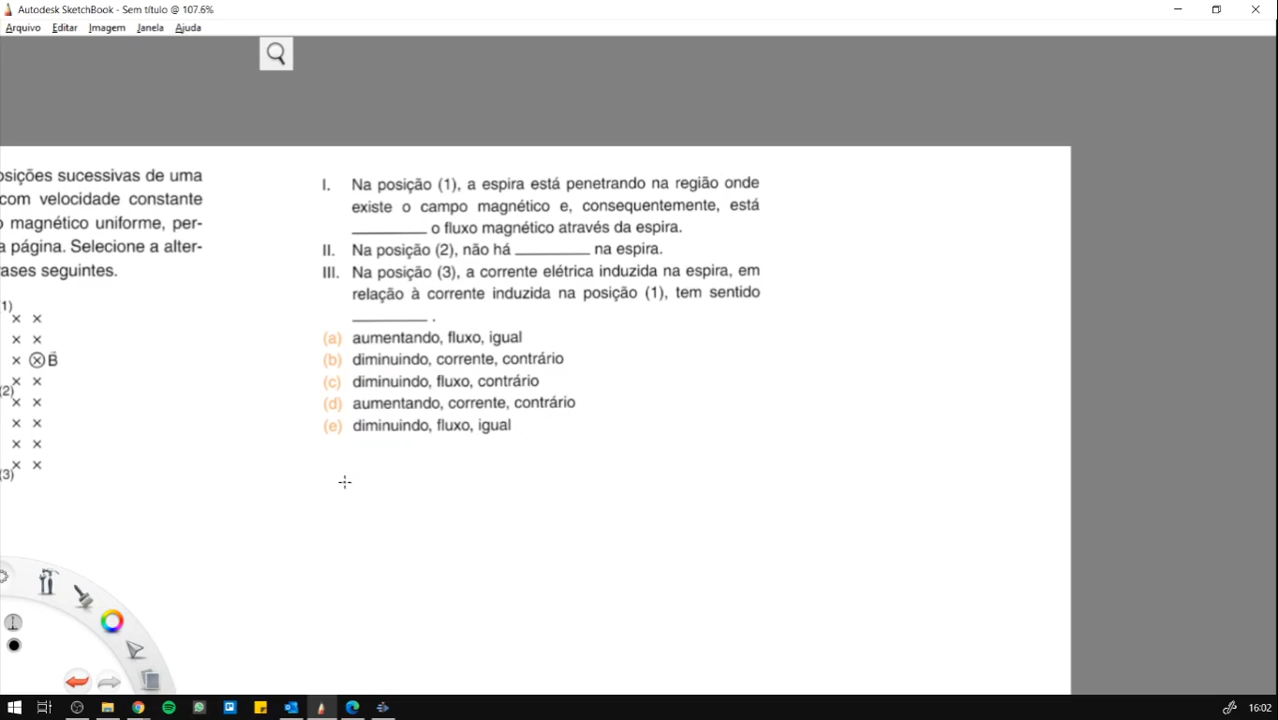 Autodesk SketchBook - Sem título @ 107.6%
Arquivo Editar Imagem Janela Ajuda
osições sucessivas de uma
com velocidade constante
o magnético uniforme, per-
a página. Selecione a alter-
rases seguintes.
(1)
× ×
× ×
× ⊗ B
× ×
(2)
× ×
× ×
× ×
× ×
(3)
I. Na posição (1), a espira está penetrando na região onde
existe o campo magnético e, consequentemente, está
_________ o fluxo magnético através da espira.
II. Na posição (2), não há _________ na espira.
III. Na posição (3), a corrente elétrica induzida na espira, em
relação à corrente induzida na posição (1), tem sentido
_________ .
(a) aumentando, fluxo, igual
(b) diminuindo, corrente, contrário
(c) diminuindo, fluxo, contrário
(d) aumentando, corrente, contrário
(e) diminuindo, fluxo, igual
16:02